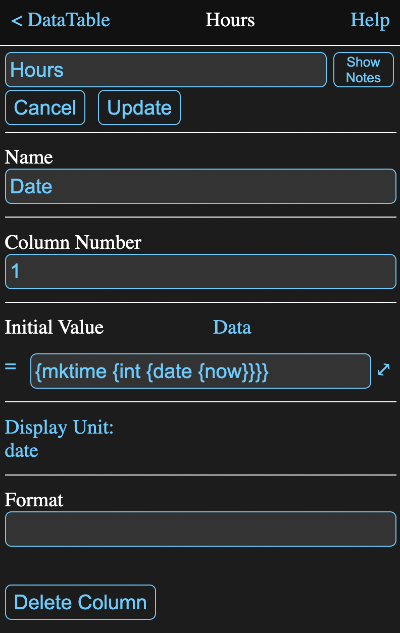 < DataTable Hours Help
Hours Show
Notes
Cancel Update
Name
Date
Column Number
1
Initial Value Data
= {mktime {int {date {now}}}}
Display Unit:
date
Format
Delete Column